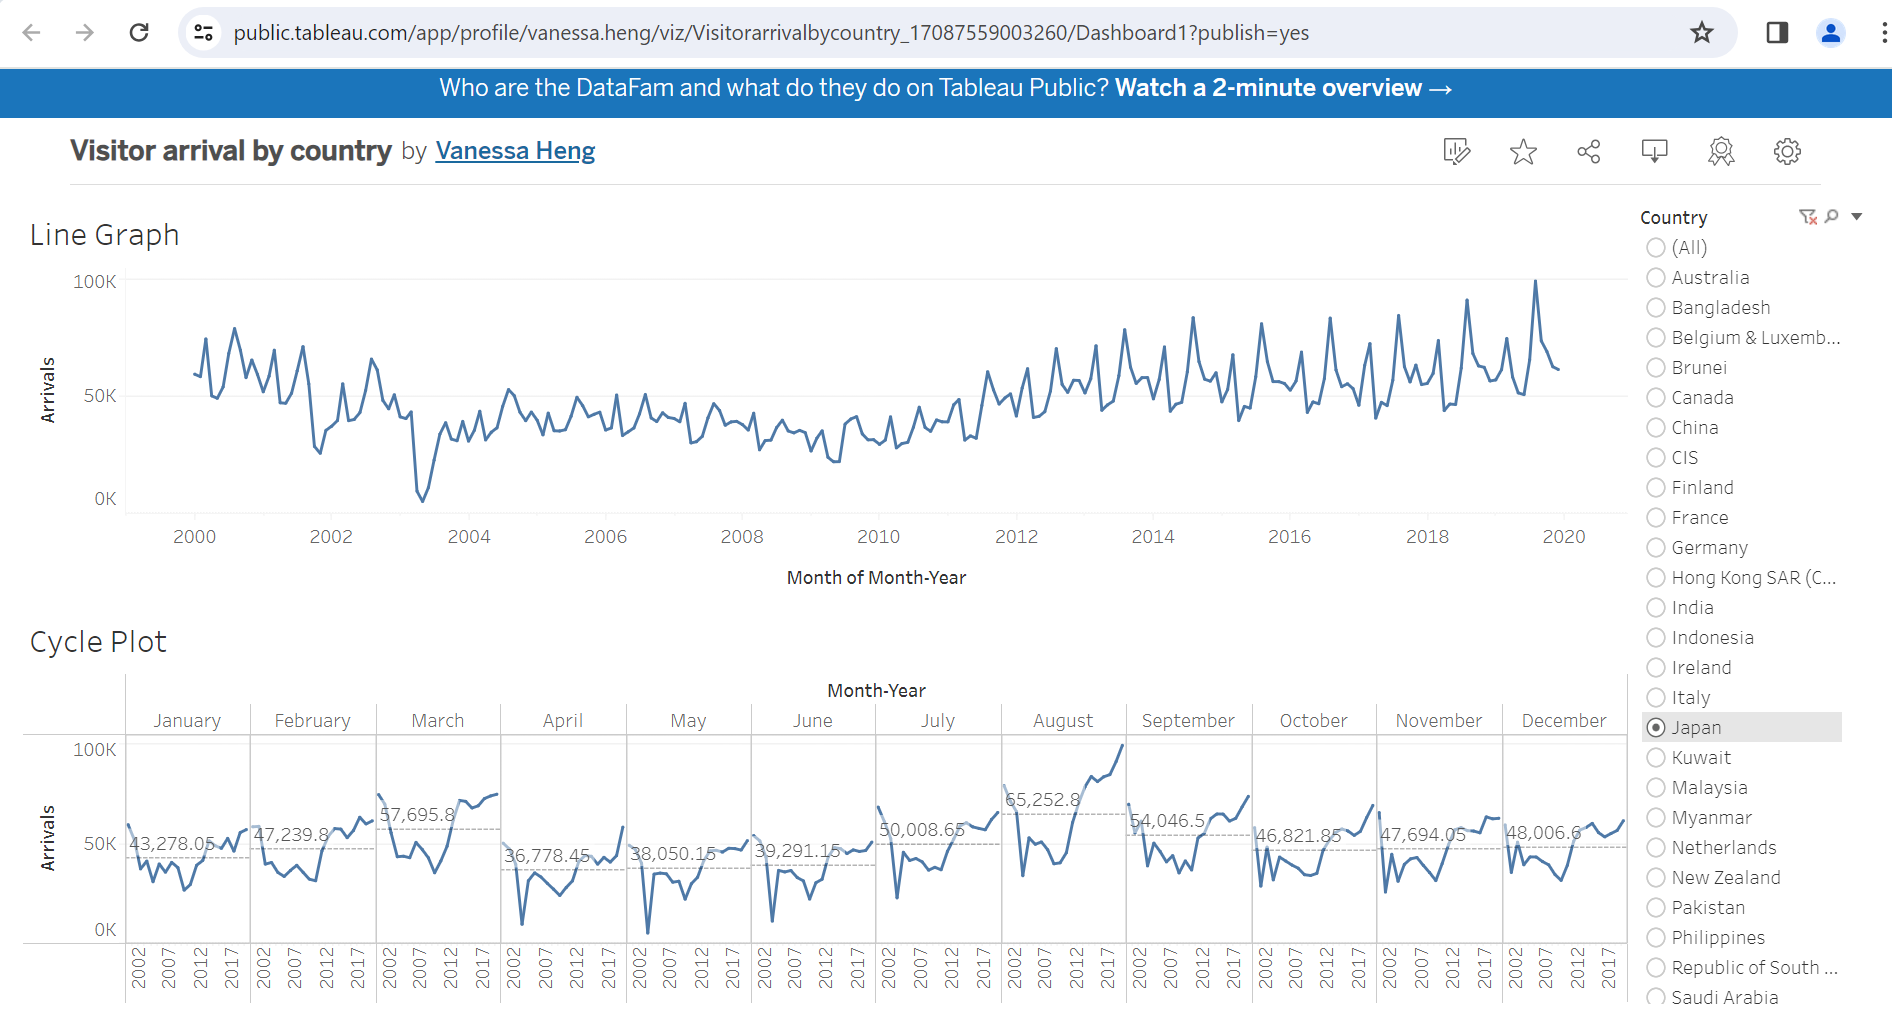 public.tableau.com/app/profile/vanessa.heng/viz/Visitorarrivalbycountry_17087559003260/Dashboard1?publish=yes
Who are the DataFam and what do they do on Tableau Public? Watch a 2-minute overview →
Visitor arrival by country by Vanessa Heng
Line Graph
100K
50K
0K
Arrivals
2000 2002 2004 2006 2008 2010 2012 2014 2016 2018 2020
Month of Month-Year
Cycle Plot
Month-Year
January February March April May June July August September October November December
100K
50K
0K
Arrivals
43,278.05 47,239.8 57,695.8 36,778.45 38,050.15 39,291.15 50,008.65 65,252.8 54,046.5 46,821.85 47,694.05 48,006.6
2002 2007 2012 2017 2002 2007 2012 2017 2002 2007 2012 2017 2002 2007 2012 2017 2002 2007 2012 2017 2002 2007 2012 2017 2002 2007 2012 2017 2002 2007 2012 2017 2002 2007 2012 2017 2002 2007 2012 2017 2002 2007 2012 2017 2002 2007 2012 2017
Country
(All)
Australia
Bangladesh
Belgium & Luxemb...
Brunei
Canada
China
CIS
Finland
France
Germany
Hong Kong SAR (C...
India
Indonesia
Ireland
Italy
Japan
Kuwait
Malaysia
Myanmar
Netherlands
New Zealand
Pakistan
Philippines
Republic of South ...
Saudi Arabia